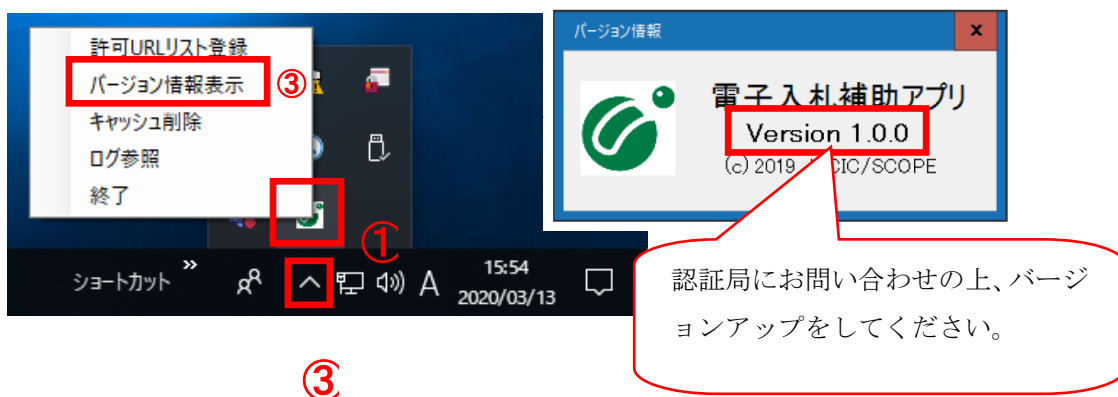 許可URLリスト登録
バージョン情報表示
③
キャッシュ削除
ログ参照
終了
①
ショートカット
»
A
15:54
2020/03/13
③
バージョン情報
x
電子入札補助アプリ
Version 1.0.0
(c) 2019 CIC/SCOPE
認証局にお問い合わせの上、バージ
ョンアップをしてください。